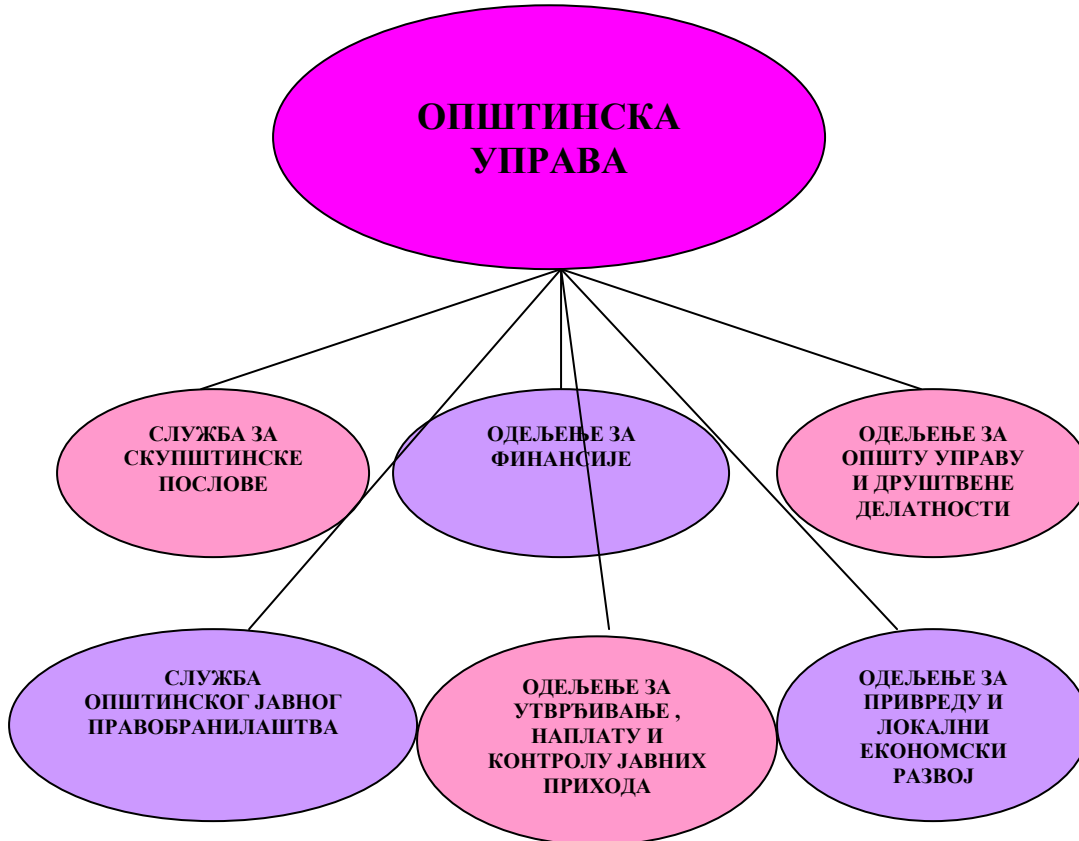 ОПШТИНСКА
УПРАВА
СЛУЖБА ЗА
СКУПШТИНСКЕ
ПОСЛОВЕ
ОДЕЉЕЊЕ ЗА
ФИНАНСИЈЕ
ОДЕЉЕЊЕ ЗА
ОПШТУ УПРАВУ
И ДРУШТВЕНЕ
ДЕЛАТНОСТИ
СЛУЖБА
ОПШТИНСКОГ ЈАВНОГ
ПРАВОБРАНИЛАШТВА
ОДЕЉЕЊЕ ЗА
УТВРЂИВАЊЕ ,
НАПЛАТУ И
КОНТРОЛУ ЈАВНИХ
ПРИХОДА
ОДЕЉЕЊЕ ЗА
ПРИВРЕДУ И
ЛОКАЛНИ
ЕКОНОМСКИ
РАЗВОЈ